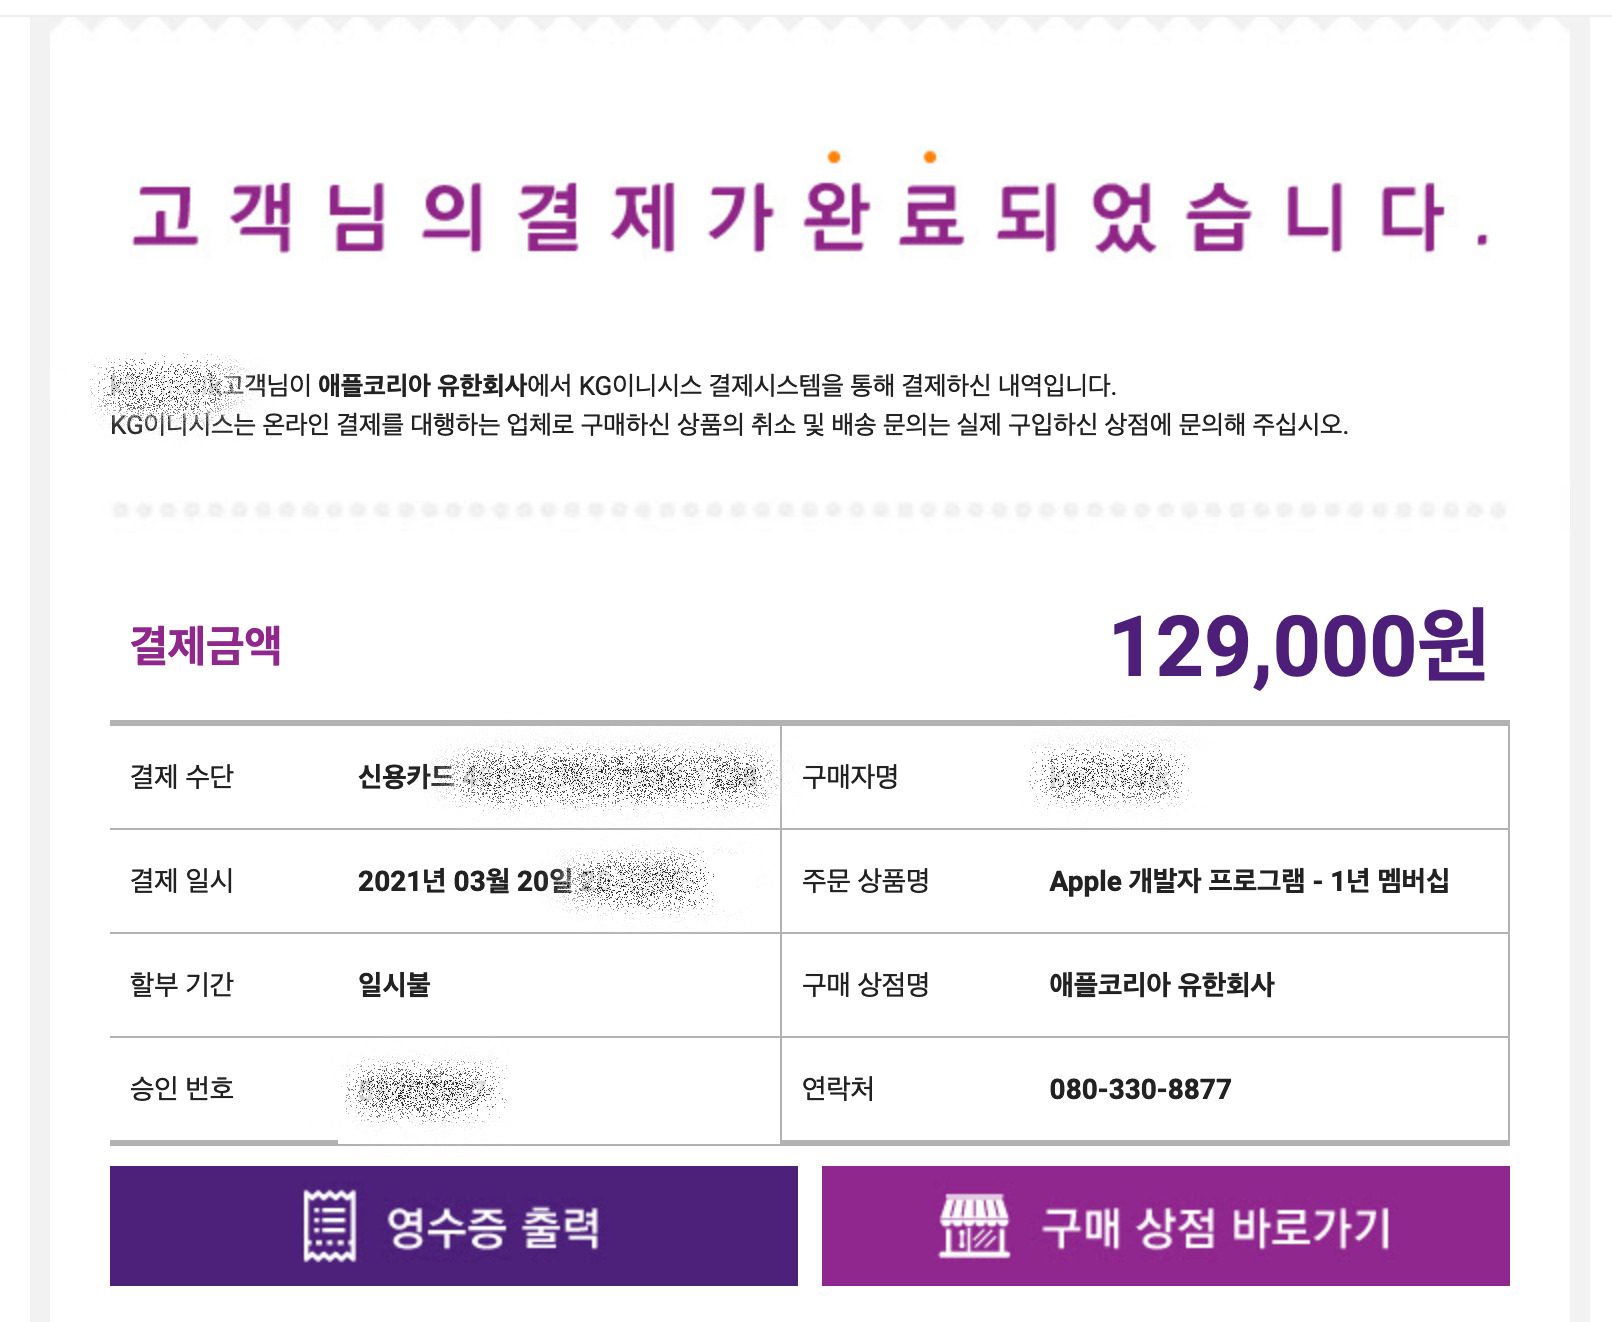 고객님의결제가완료되었습니다.
고객님이 애플코리아 유한회사에서 KG이니시스 결제시스템을 통해 결제하신 내역입니다.
KG이니시스는 온라인 결제를 대행하는 업체로 구매하신 상품의 취소 및 배송 문의는 실제 구입하신 상점에 문의해 주십시오.
결제금액 129,000원
결제 수단 신용카드 구매자명
결제 일시 2021년 03월 20일 주문 상품명 Apple 개발자 프로그램 - 1년 멤버십
할부 기간 일시불 구매 상점명 애플코리아 유한회사
승인 번호 연락처 080-330-8877
영수증 출력 구매 상점 바로가기